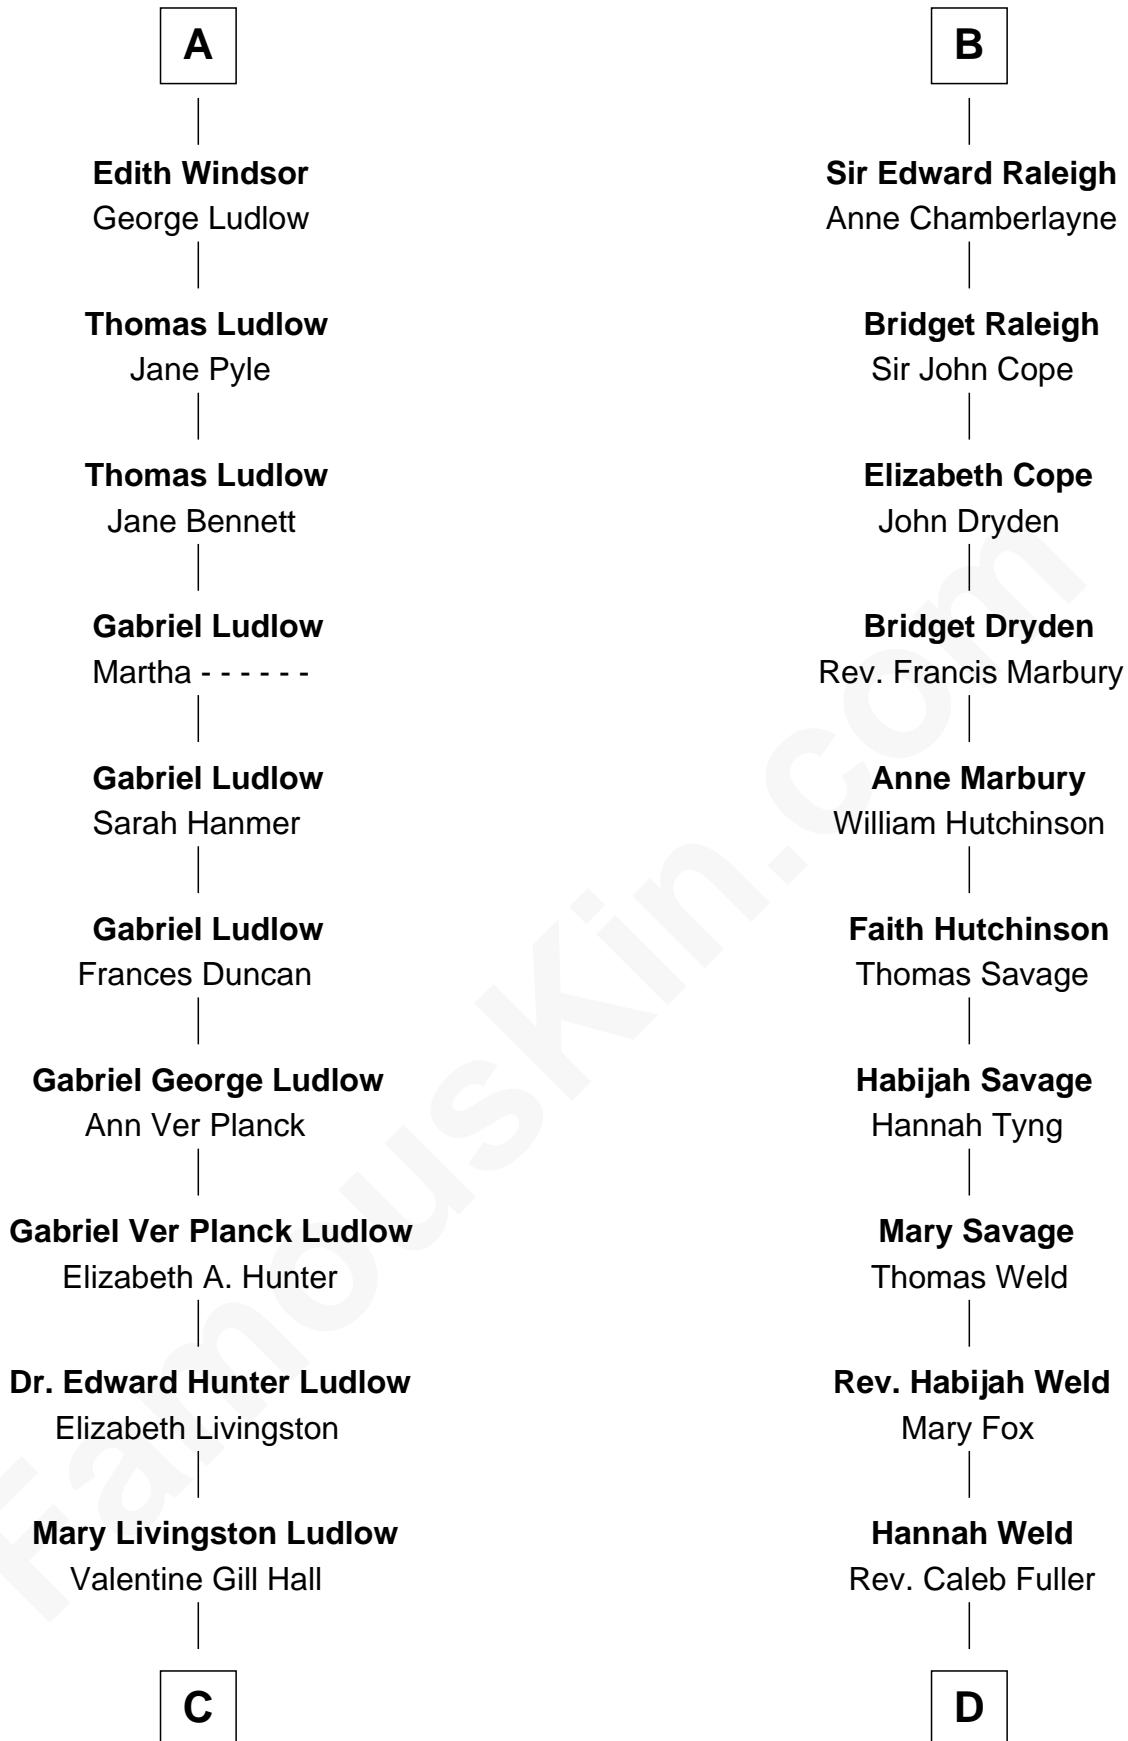 A
Edith Windsor
George Ludlow
Thomas Ludlow
Jane Pyle
Thomas Ludlow
Jane Bennett
Gabriel Ludlow
Martha - - - - - -
Gabriel Ludlow
Sarah Hanmer
Gabriel Ludlow
Frances Duncan
Gabriel George Ludlow
Ann Ver Planck
Gabriel Ver Planck Ludlow
Elizabeth A. Hunter
Dr. Edward Hunter Ludlow
Elizabeth Livingston
Mary Livingston Ludlow
Valentine Gill Hall
C
B
Sir Edward Raleigh
Anne Chamberlayne
Bridget Raleigh
Sir John Cope
Elizabeth Cope
John Dryden
Bridget Dryden
Rev. Francis Marbury
Anne Marbury
William Hutchinson
Faith Hutchinson
Thomas Savage
Habijah Savage
Hannah Tyng
Mary Savage
Thomas Weld
Rev. Habijah Weld
Mary Fox
Hannah Weld
Rev. Caleb Fuller
D
FamousKin.com